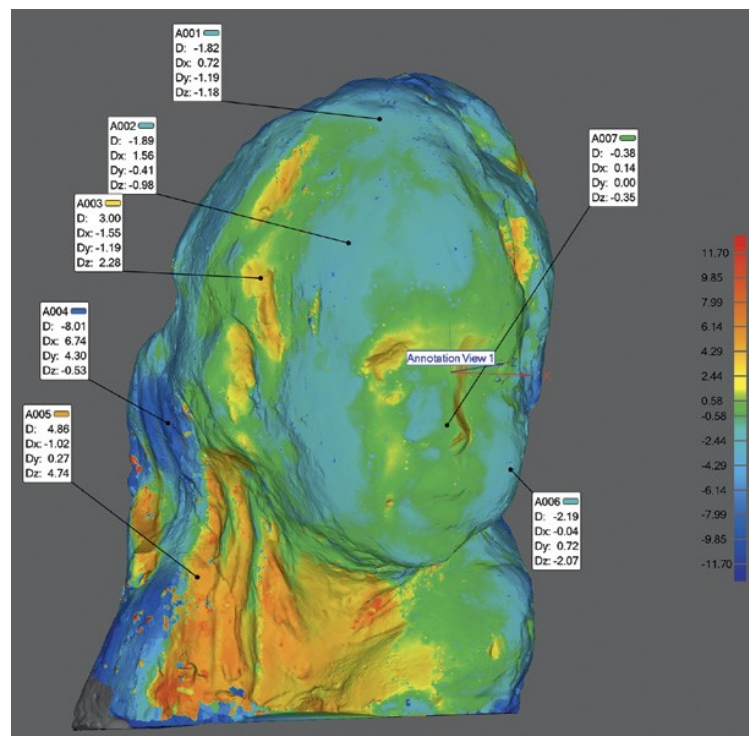 A001
D: -1.82
Dx: 0.72
Dy: -1.19
Dz: -1.18
A002
D: -1.89
Dx: 1.56
Dy: -0.41
Dz: -0.98
A007
D: -0.38
Dx: 0.14
Dy: 0.00
Dz: -0.35
A003
D: 3.00
Dx: -1.55
Dy: -1.19
Dz: 2.28
A004
D: -8.01
Dx: 6.74
Dy: 4.30
Dz: -0.53
11.70
9.85
7.99
6.14
4.29
2.44
0.58
-0.58
-2.44
-4.29
-6.14
-7.99
-9.85
-11.70
Annotation View 1
Z
X
A005
D: 4.86
Dx: -1.02
Dy: 0.27
Dz: 4.74
A006
D: -2.19
Dx: -0.04
Dy: 0.72
Dz: -2.07